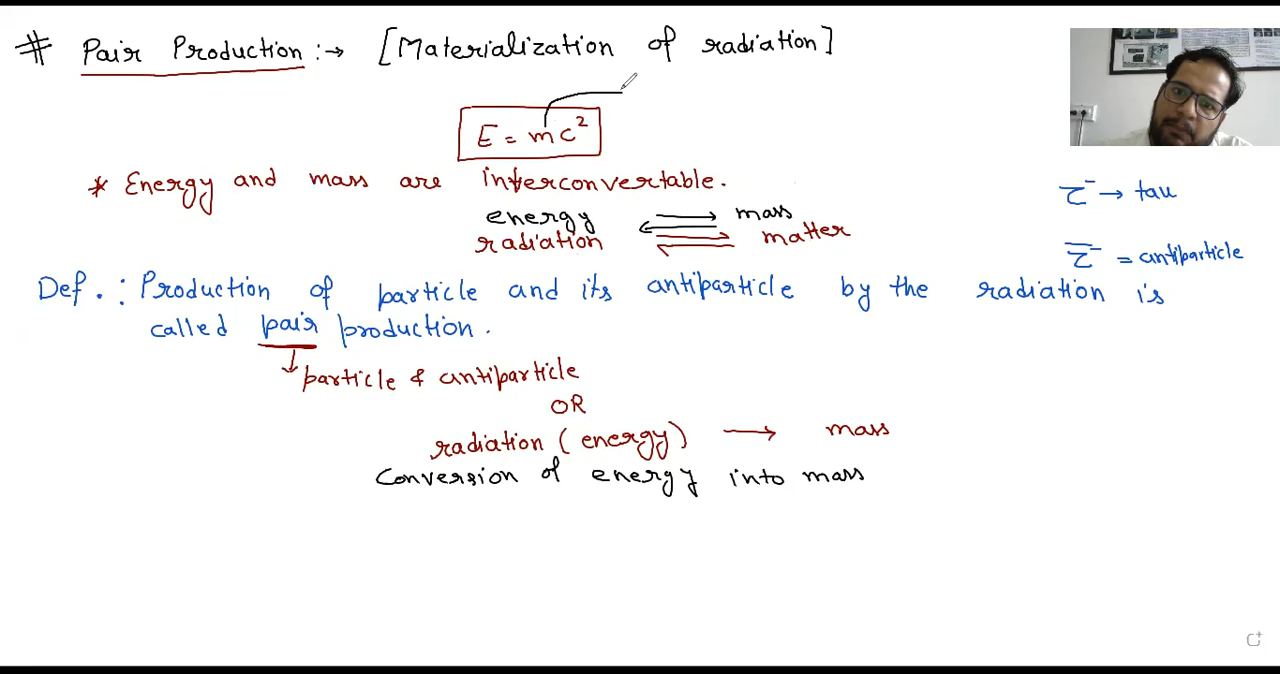 # Pair Production :→ [Materialization of radiation]
E = mc²
* Energy and mass are interconvertable.
energy ⇌ mass
radiation ⇌ matter
τ⁻ → tau
τ̅⁻ = antiparticle
Def. : Production of particle and its antiparticle by the radiation is
called pair production.
↳ particle & antiparticle
OR
radiation (energy) → mass
Conversion of energy into mass